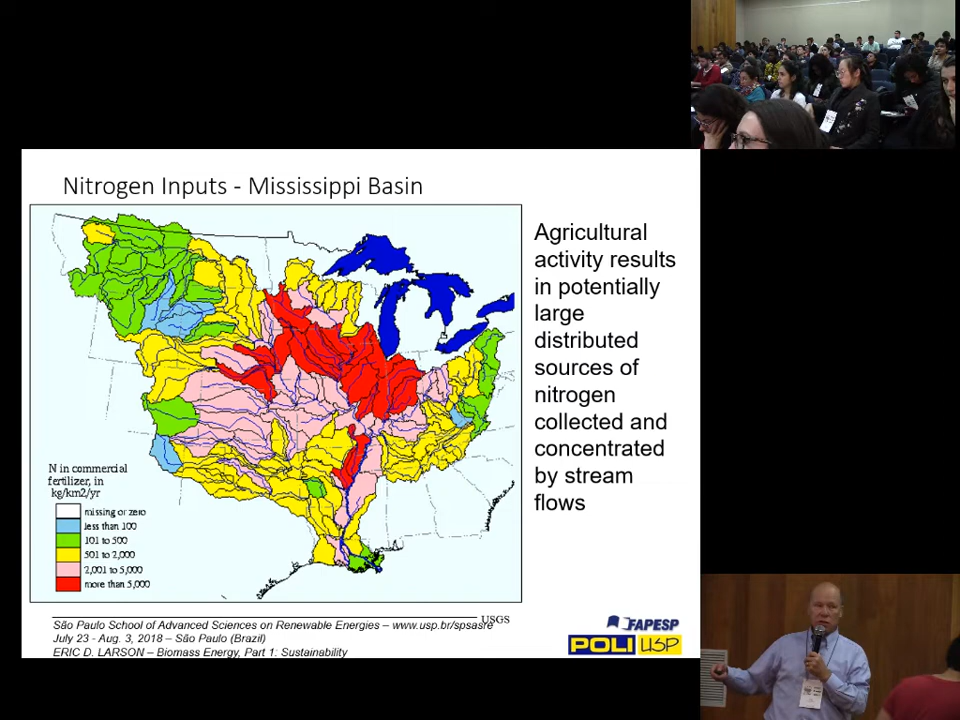 Nitrogen Inputs - Mississippi Basin
Agricultural
activity results
in potentially
large
distributed
sources of
nitrogen
collected and
concentrated
by stream
flows
N in commercial
fertilizer, in
kg/km2/yr
missing or zero
less than 100
101 to 500
501 to 2,000
2,001 to 5,000
more than 5,000
USGS
São Paulo School of Advanced Sciences on Renewable Energies – www.usp.br/spsasre
July 23 - Aug. 3, 2018 – São Paulo (Brazil)
ERIC D. LARSON – Biomass Energy, Part 1: Sustainability
FAPESP
POLI USP